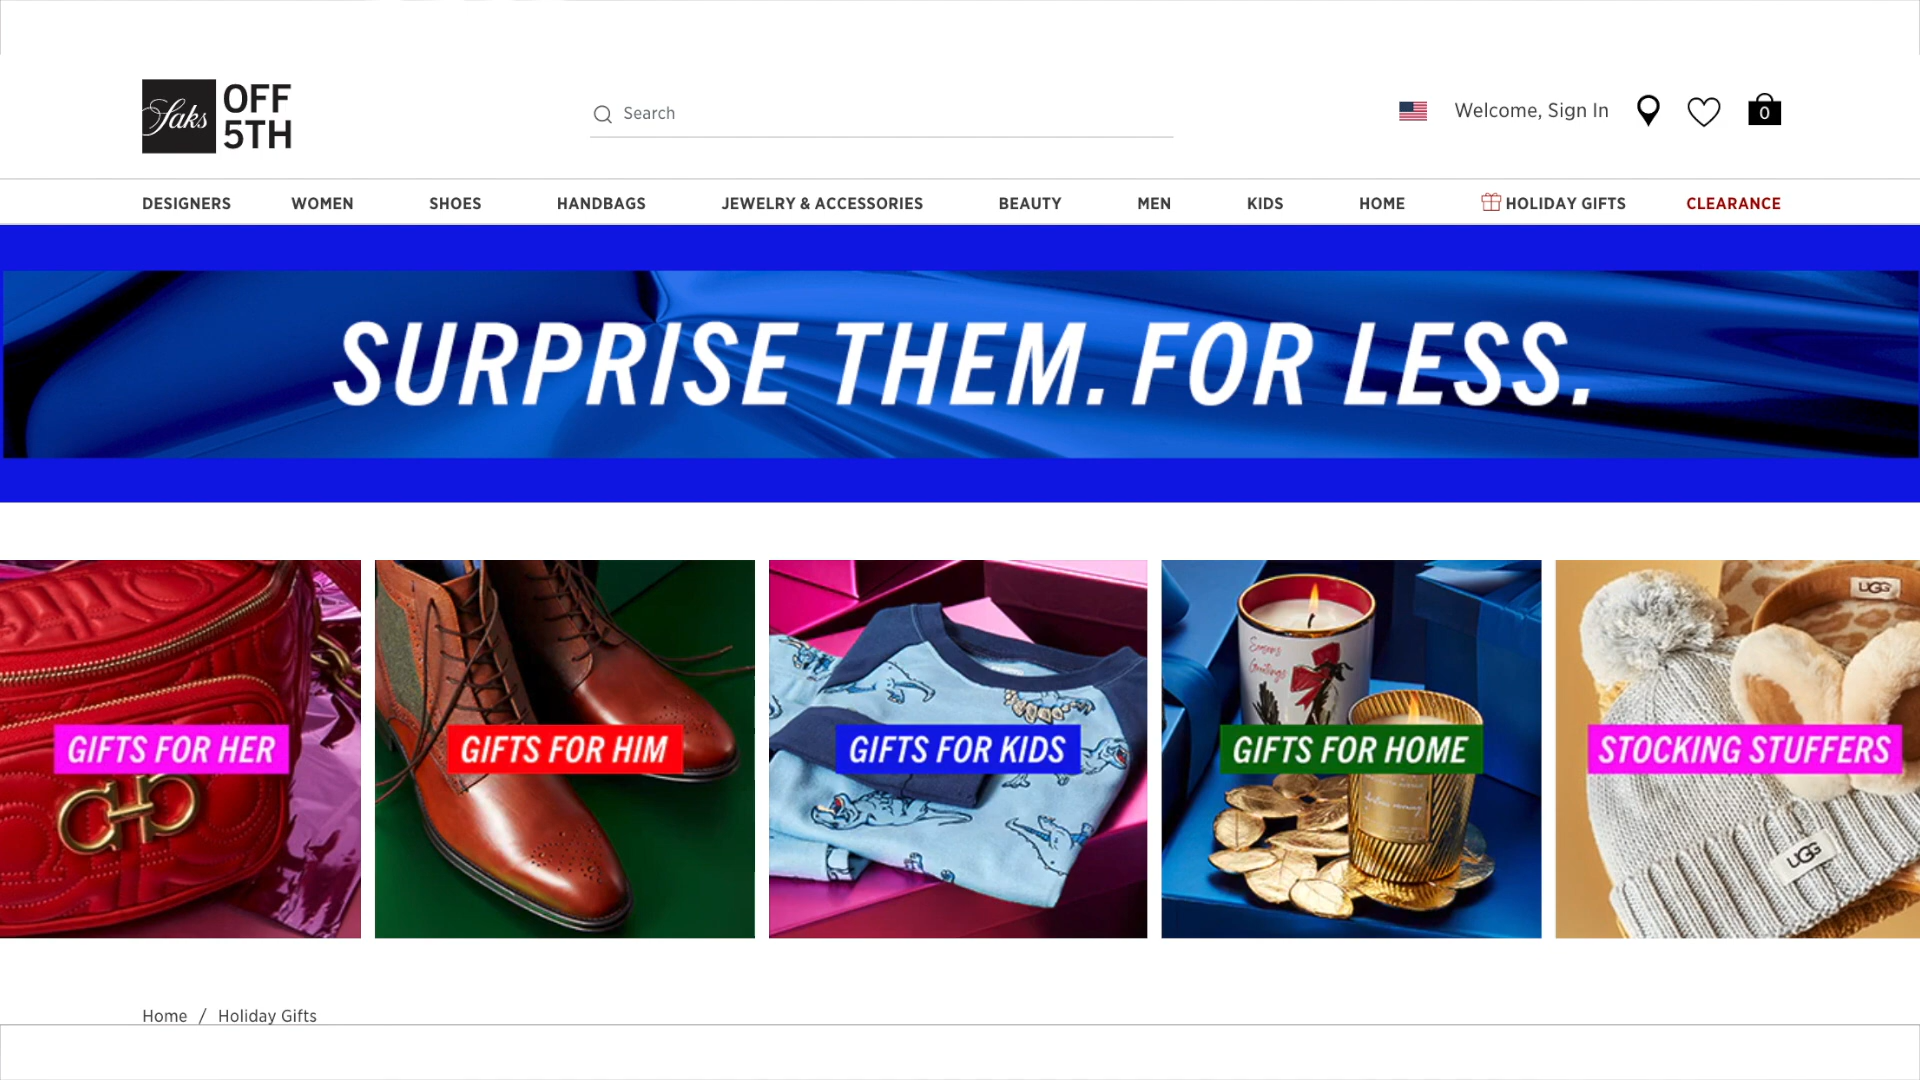 Saks OFF
5TH
Search
Welcome, Sign In
0
DESIGNERS WOMEN SHOES HANDBAGS JEWELRY & ACCESSORIES BEAUTY MEN KIDS HOME HOLIDAY GIFTS CLEARANCE
SURPRISE THEM. FOR LESS.
GIFTS FOR HER
GIFTS FOR HIM
GIFTS FOR KIDS
Seasons
Greetings
GIFTS FOR HOME
UGG
STOCKING STUFFERS
UGG
Home / Holiday Gifts